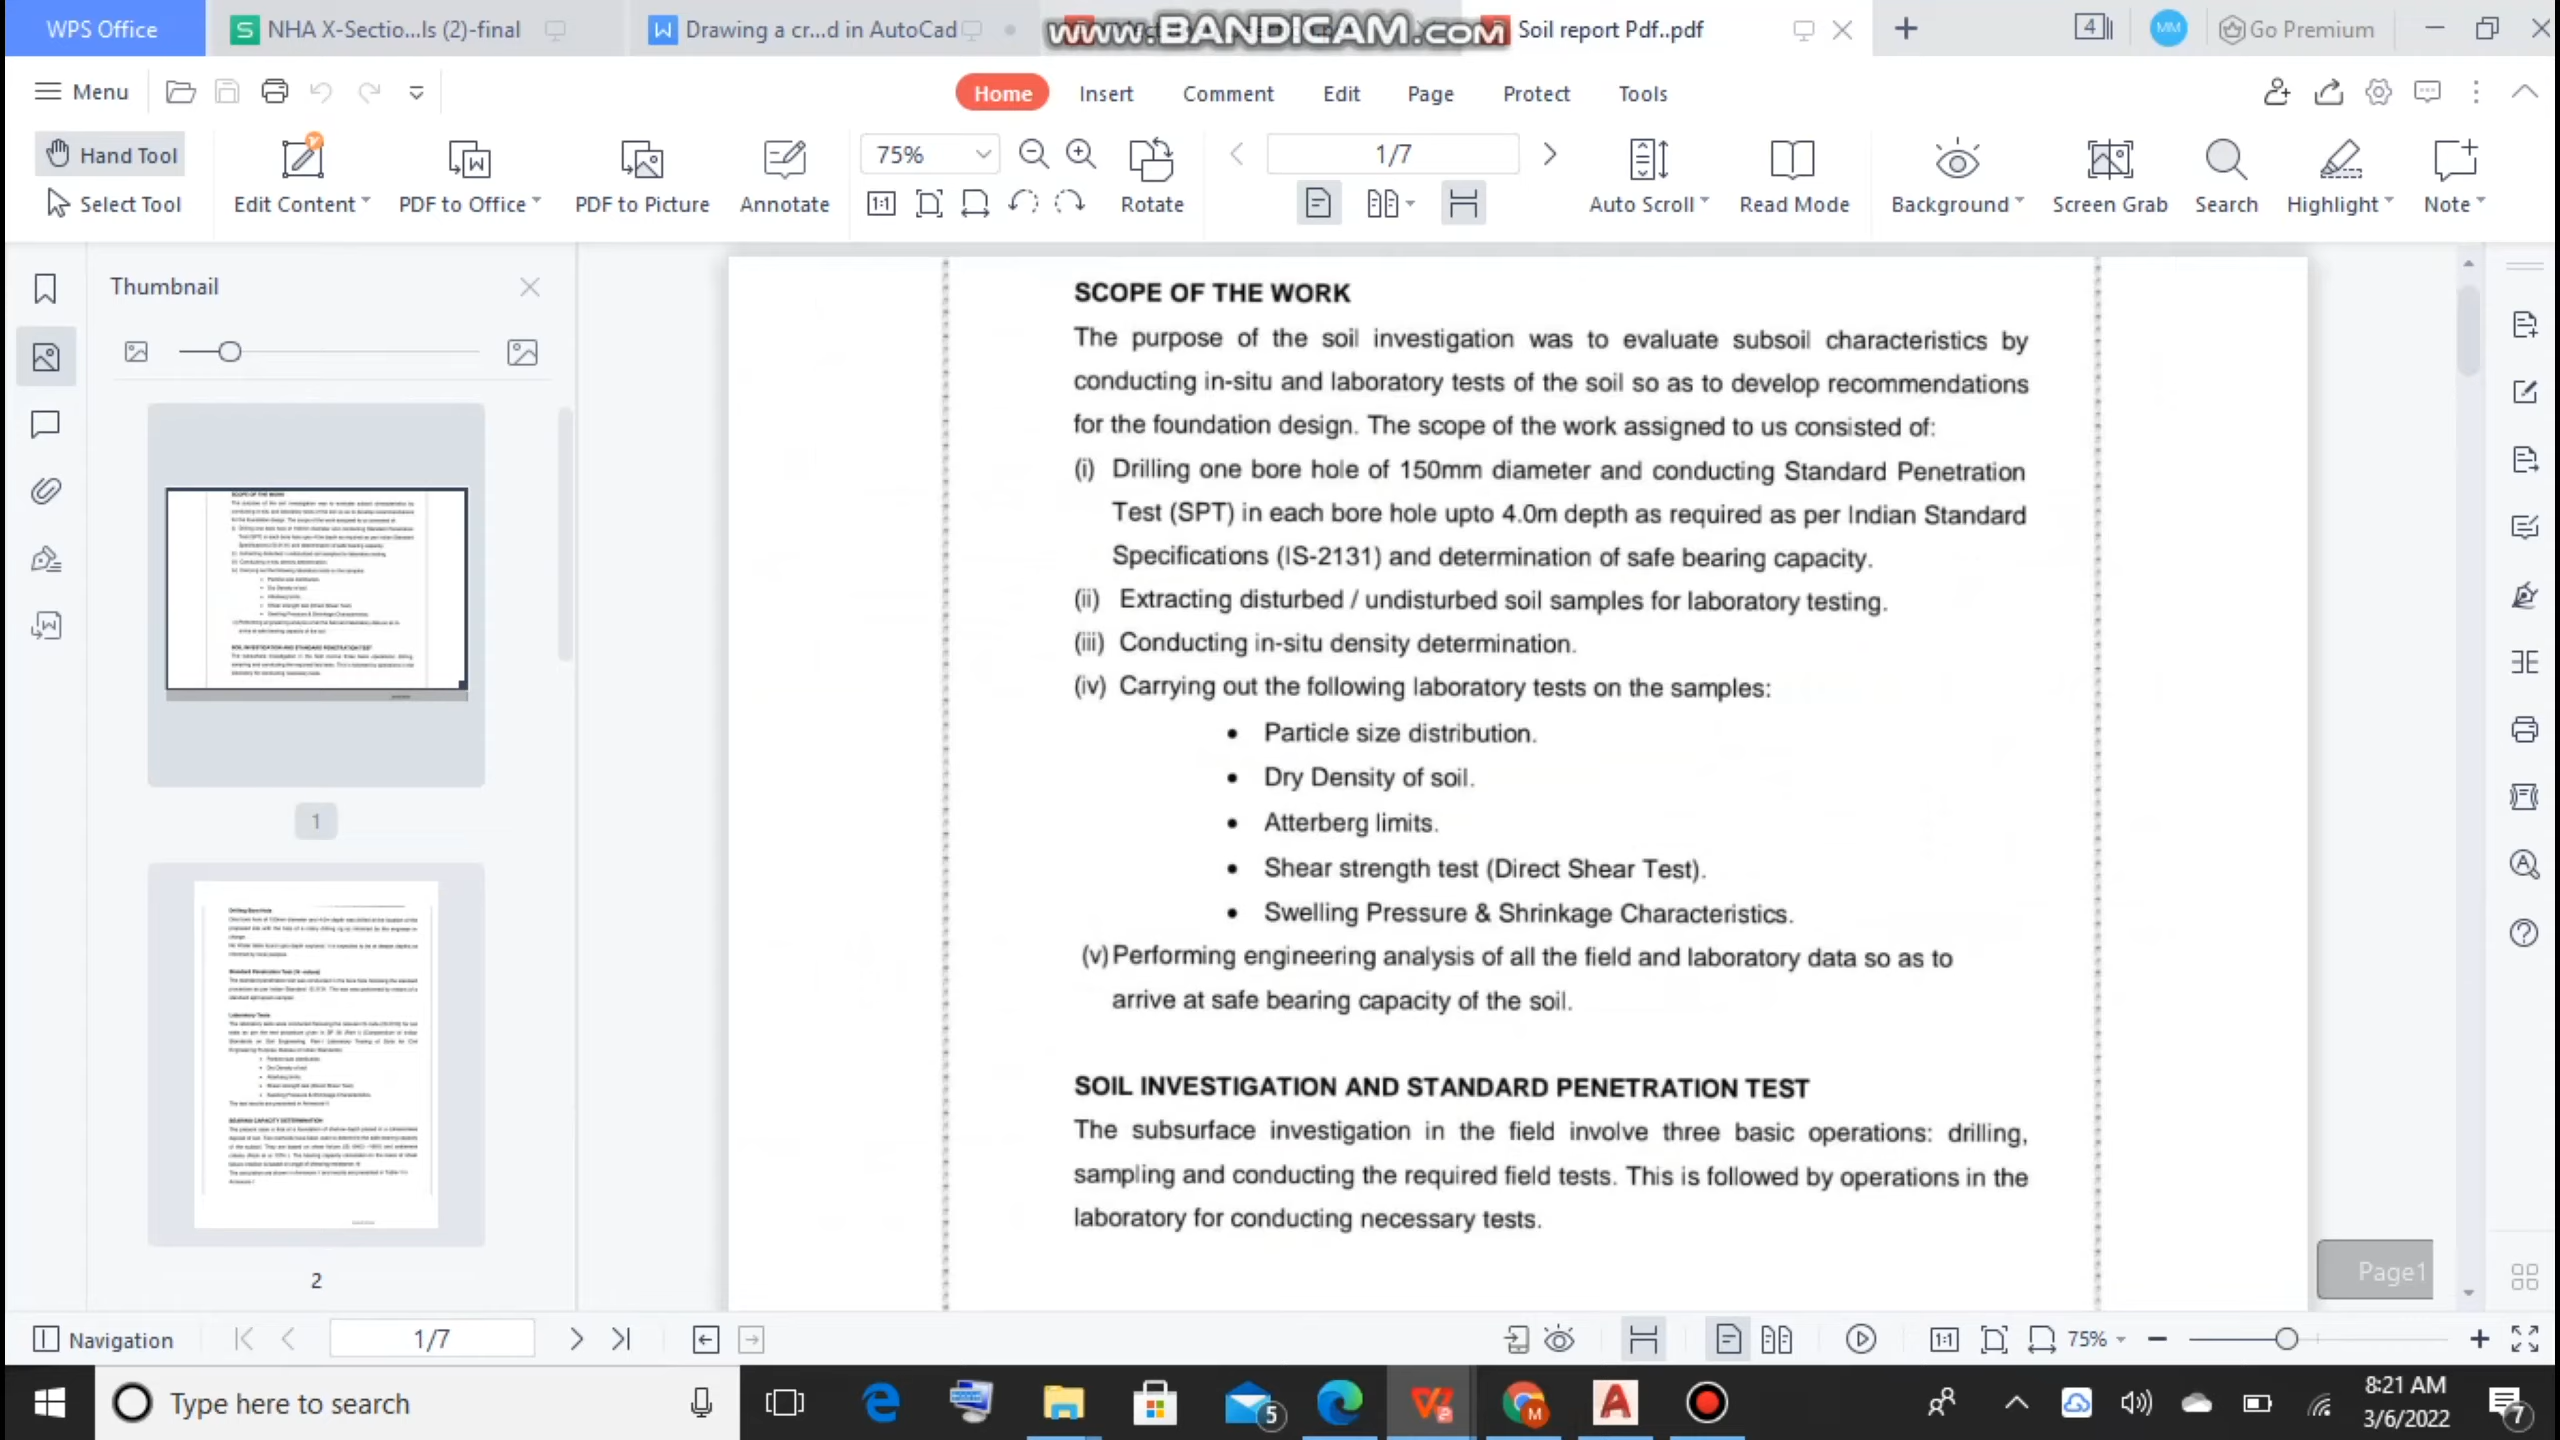 WPS Office
NHA X-Sectio...ls (2)-final
Drawing a cr...d in AutoCad
www.BANDICAM.com
Soil report Pdf..pdf
4
MM
Go Premium
Menu
Home
Insert
Comment
Edit
Page
Protect
Tools
Hand Tool
Select Tool
Edit Content
PDF to Office
PDF to Picture
Annotate
75%
1:1
Rotate
1/7
Auto Scroll
Read Mode
Background
Screen Grab
Search
Highlight
Note
Thumbnail
1
2
SCOPE OF THE WORK
The purpose of the soil investigation was to evaluate subsoil characteristics by
conducting in-situ and laboratory tests of the soil so as to develop recommendations
for the foundation design. The scope of the work assigned to us consisted of:
(i) Drilling one bore hole of 150mm diameter and conducting Standard Penetration
Test (SPT) in each bore hole upto 4.0m depth as required as per Indian Standard
Specifications (IS-2131) and determination of safe bearing capacity.
(ii) Extracting disturbed / undisturbed soil samples for laboratory testing.
(iii) Conducting in-situ density determination.
(iv) Carrying out the following laboratory tests on the samples:
• Particle size distribution.
• Dry Density of soil.
• Atterberg limits.
• Shear strength test (Direct Shear Test).
• Swelling Pressure & Shrinkage Characteristics.
(v) Performing engineering analysis of all the field and laboratory data so as to
arrive at safe bearing capacity of the soil.
SOIL INVESTIGATION AND STANDARD PENETRATION TEST
The subsurface investigation in the field involve three basic operations: drilling,
sampling and conducting the required field tests. This is followed by operations in the
laboratory for conducting necessary tests.
Page1
Navigation
1/7
1:1
75%
Type here to search
5
M
8:21 AM
3/6/2022
7